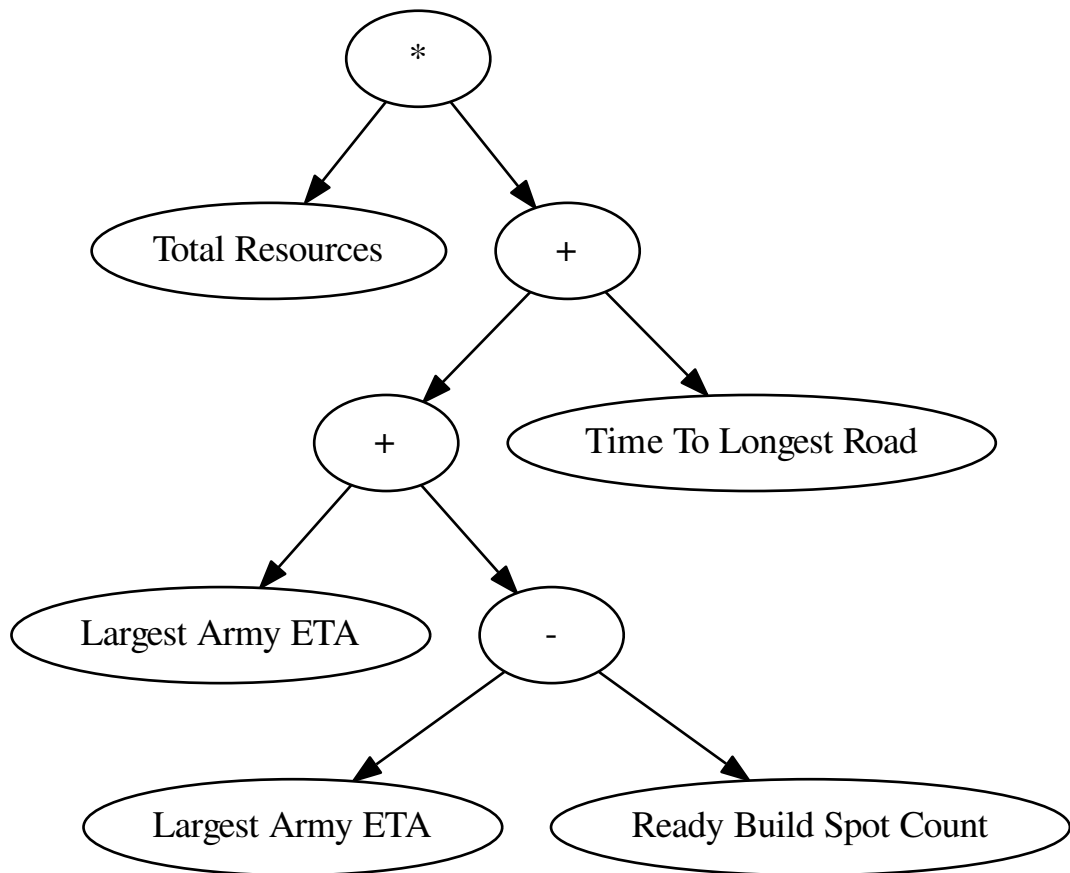 *
Total Resources
+
+
Time To Longest Road
Largest Army ETA
-
Largest Army ETA
Ready Build Spot Count